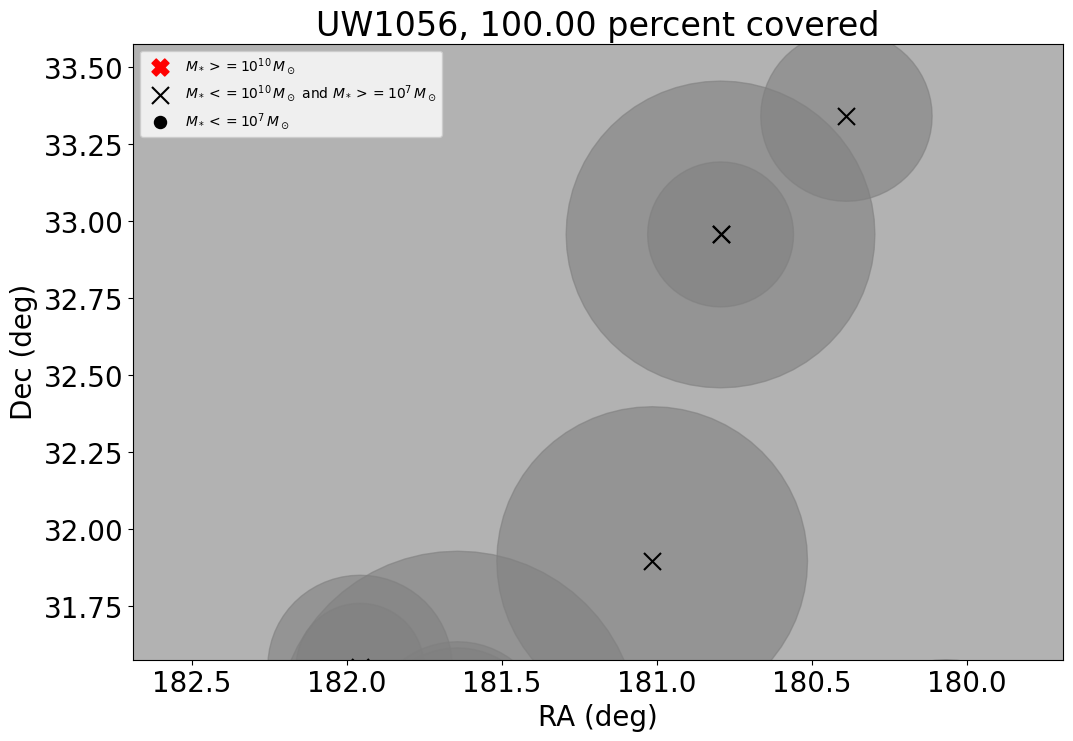 UW1056, 100.00 percent covered
M* >= 10^10 M⊙
M* <= 10^10 M⊙ and M* >= 10^7 M⊙
M* <= 10^7 M⊙
33.50
33.25
33.00
32.75
32.50
32.25
32.00
31.75
Dec (deg)
182.5 182.0 181.5 181.0 180.5 180.0
RA (deg)